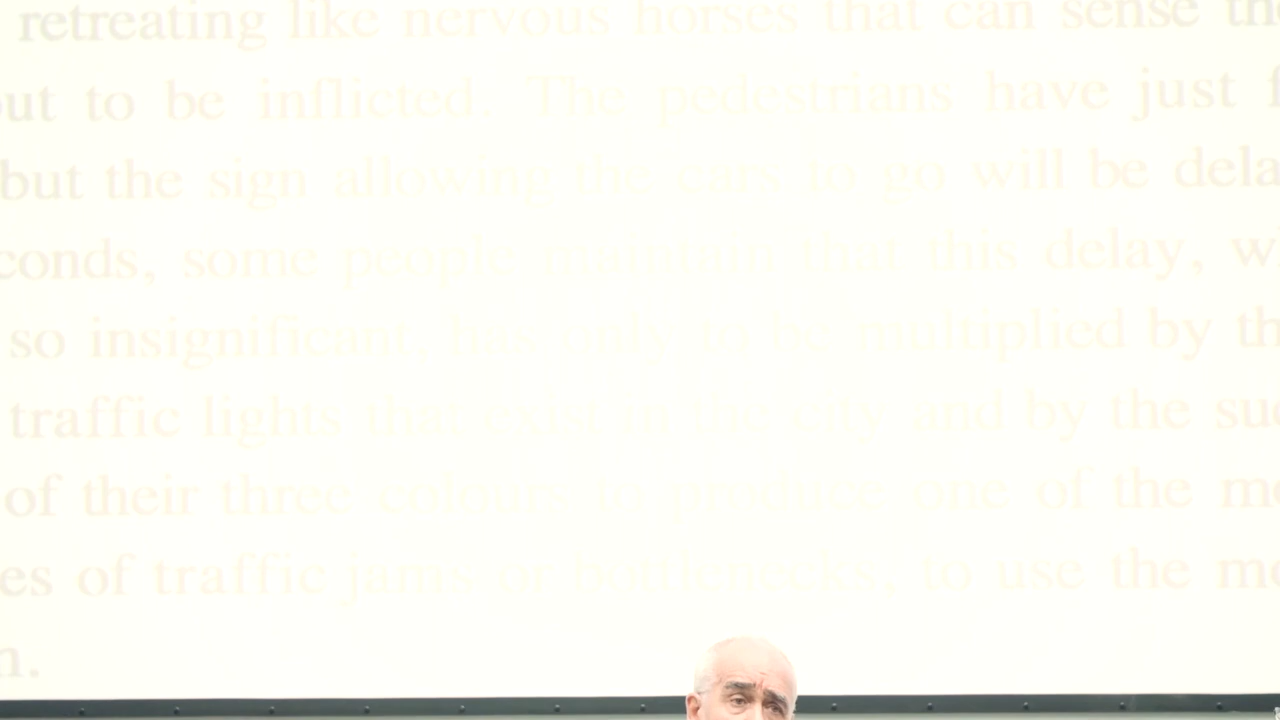 retreating like nervous horses that can sense the
out to be inflicted. The pedestrians have just f
but the sign allowing the cars to go will be dela
conds, some people maintain that this delay, wh
so insignificant, has only to be multiplied by th
traffic lights that exist in the city and by the suc
of their three colours to produce one of the mo
es of traffic jams or bottlenecks, to use the mo
n.